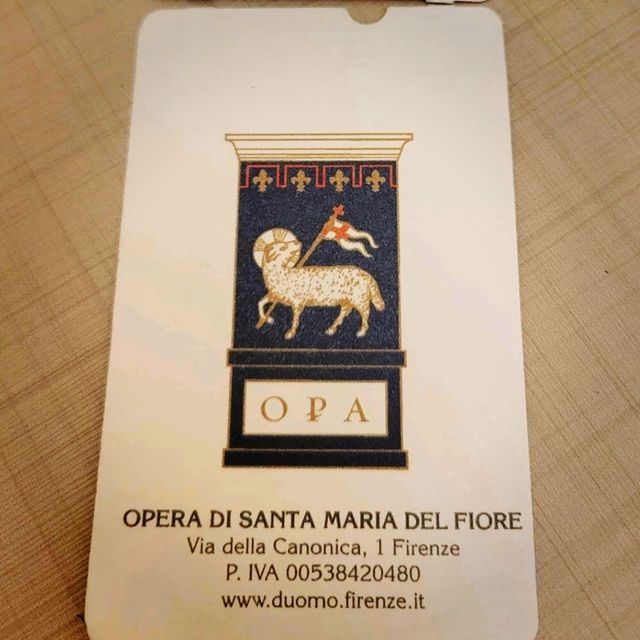 OPA
OPERA DI SANTA MARIA DEL FIORE
Via della Canonica, 1 Firenze
P. IVA 00538420480
www.duomo.firenze.it